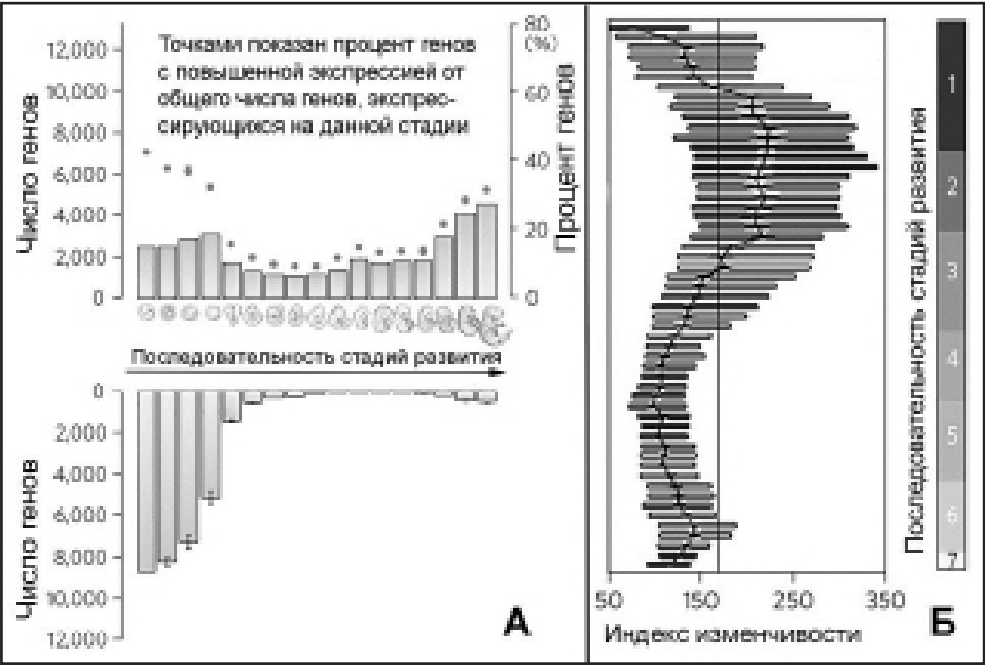 Точками показан процент генов
с повышенной экспрессией от
общего числа генов, экспрес-
сирующихся на данной стадии
Число генов
12,000
10,000
8,000
6,000
4,000
2,000
0
80
(%)
60
40
20
0
Процент генов
Последовательность стадий развития
Число генов
0
2,000
4,000
6,000
8,000
10,000
12,000
А
50
150
250
350
Индекс изменчивости
Последовательность стадий развития
1
2
3
4
5
6
7
Б